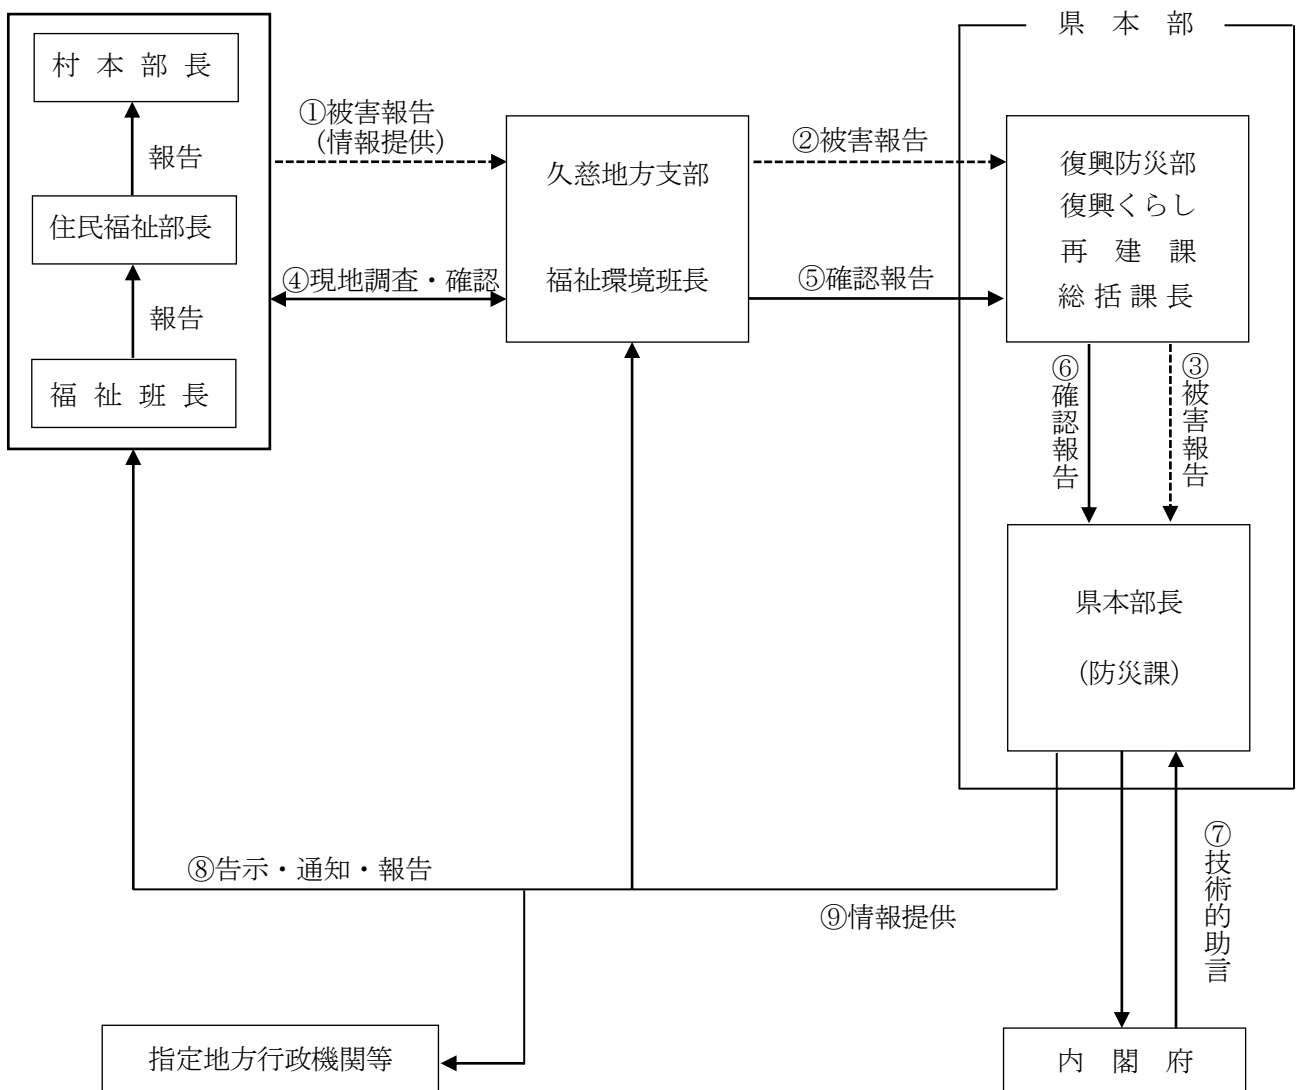 県 本 部
村 本 部 長
報告
住民福祉部長
報告
福 祉 班 長
①被害報告
(情報提供)
④現地調査・確認
久慈地方支部
福祉環境班長
②被害報告
⑤確認報告
復興防災部
復興くらし
再 建 課
総 括 課 長
⑥確認報告
③被害報告
県本部長
(防災課)
⑦技術的助言
⑧告示・通知・報告
⑨情報提供
指定地方行政機関等
内 閣 府